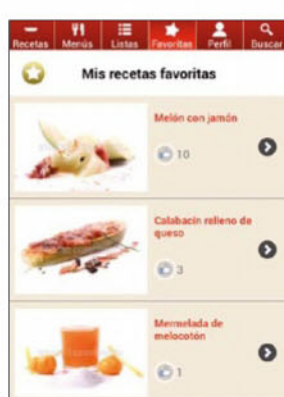 Recetas Menús Listas Favoritas Perfil Buscar
Mis recetas favoritas
Melón con jamón
10
Calabacín relleno de
queso
3
Mermelada de
melocotón
1